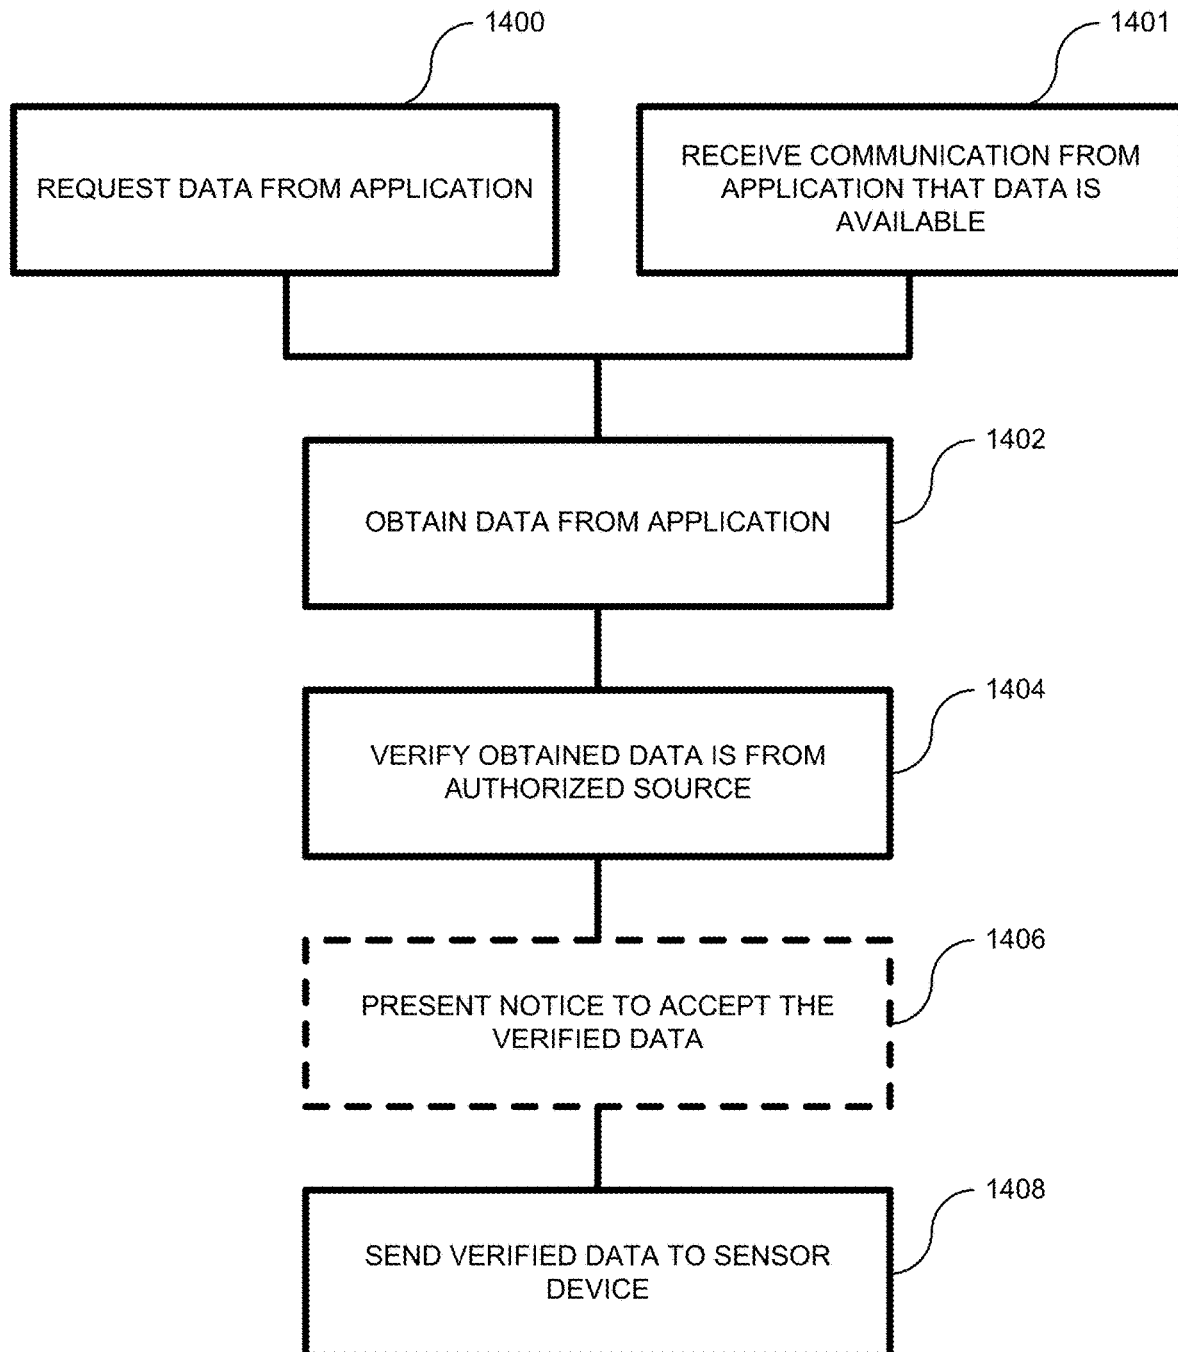 1400
1401
REQUEST DATA FROM APPLICATION
RECEIVE COMMUNICATION FROM
APPLICATION THAT DATA IS
AVAILABLE
1402
OBTAIN DATA FROM APPLICATION
1404
VERIFY OBTAINED DATA IS FROM
AUTHORIZED SOURCE
1406
PRESENT NOTICE TO ACCEPT THE
VERIFIED DATA
1408
SEND VERIFIED DATA TO SENSOR
DEVICE